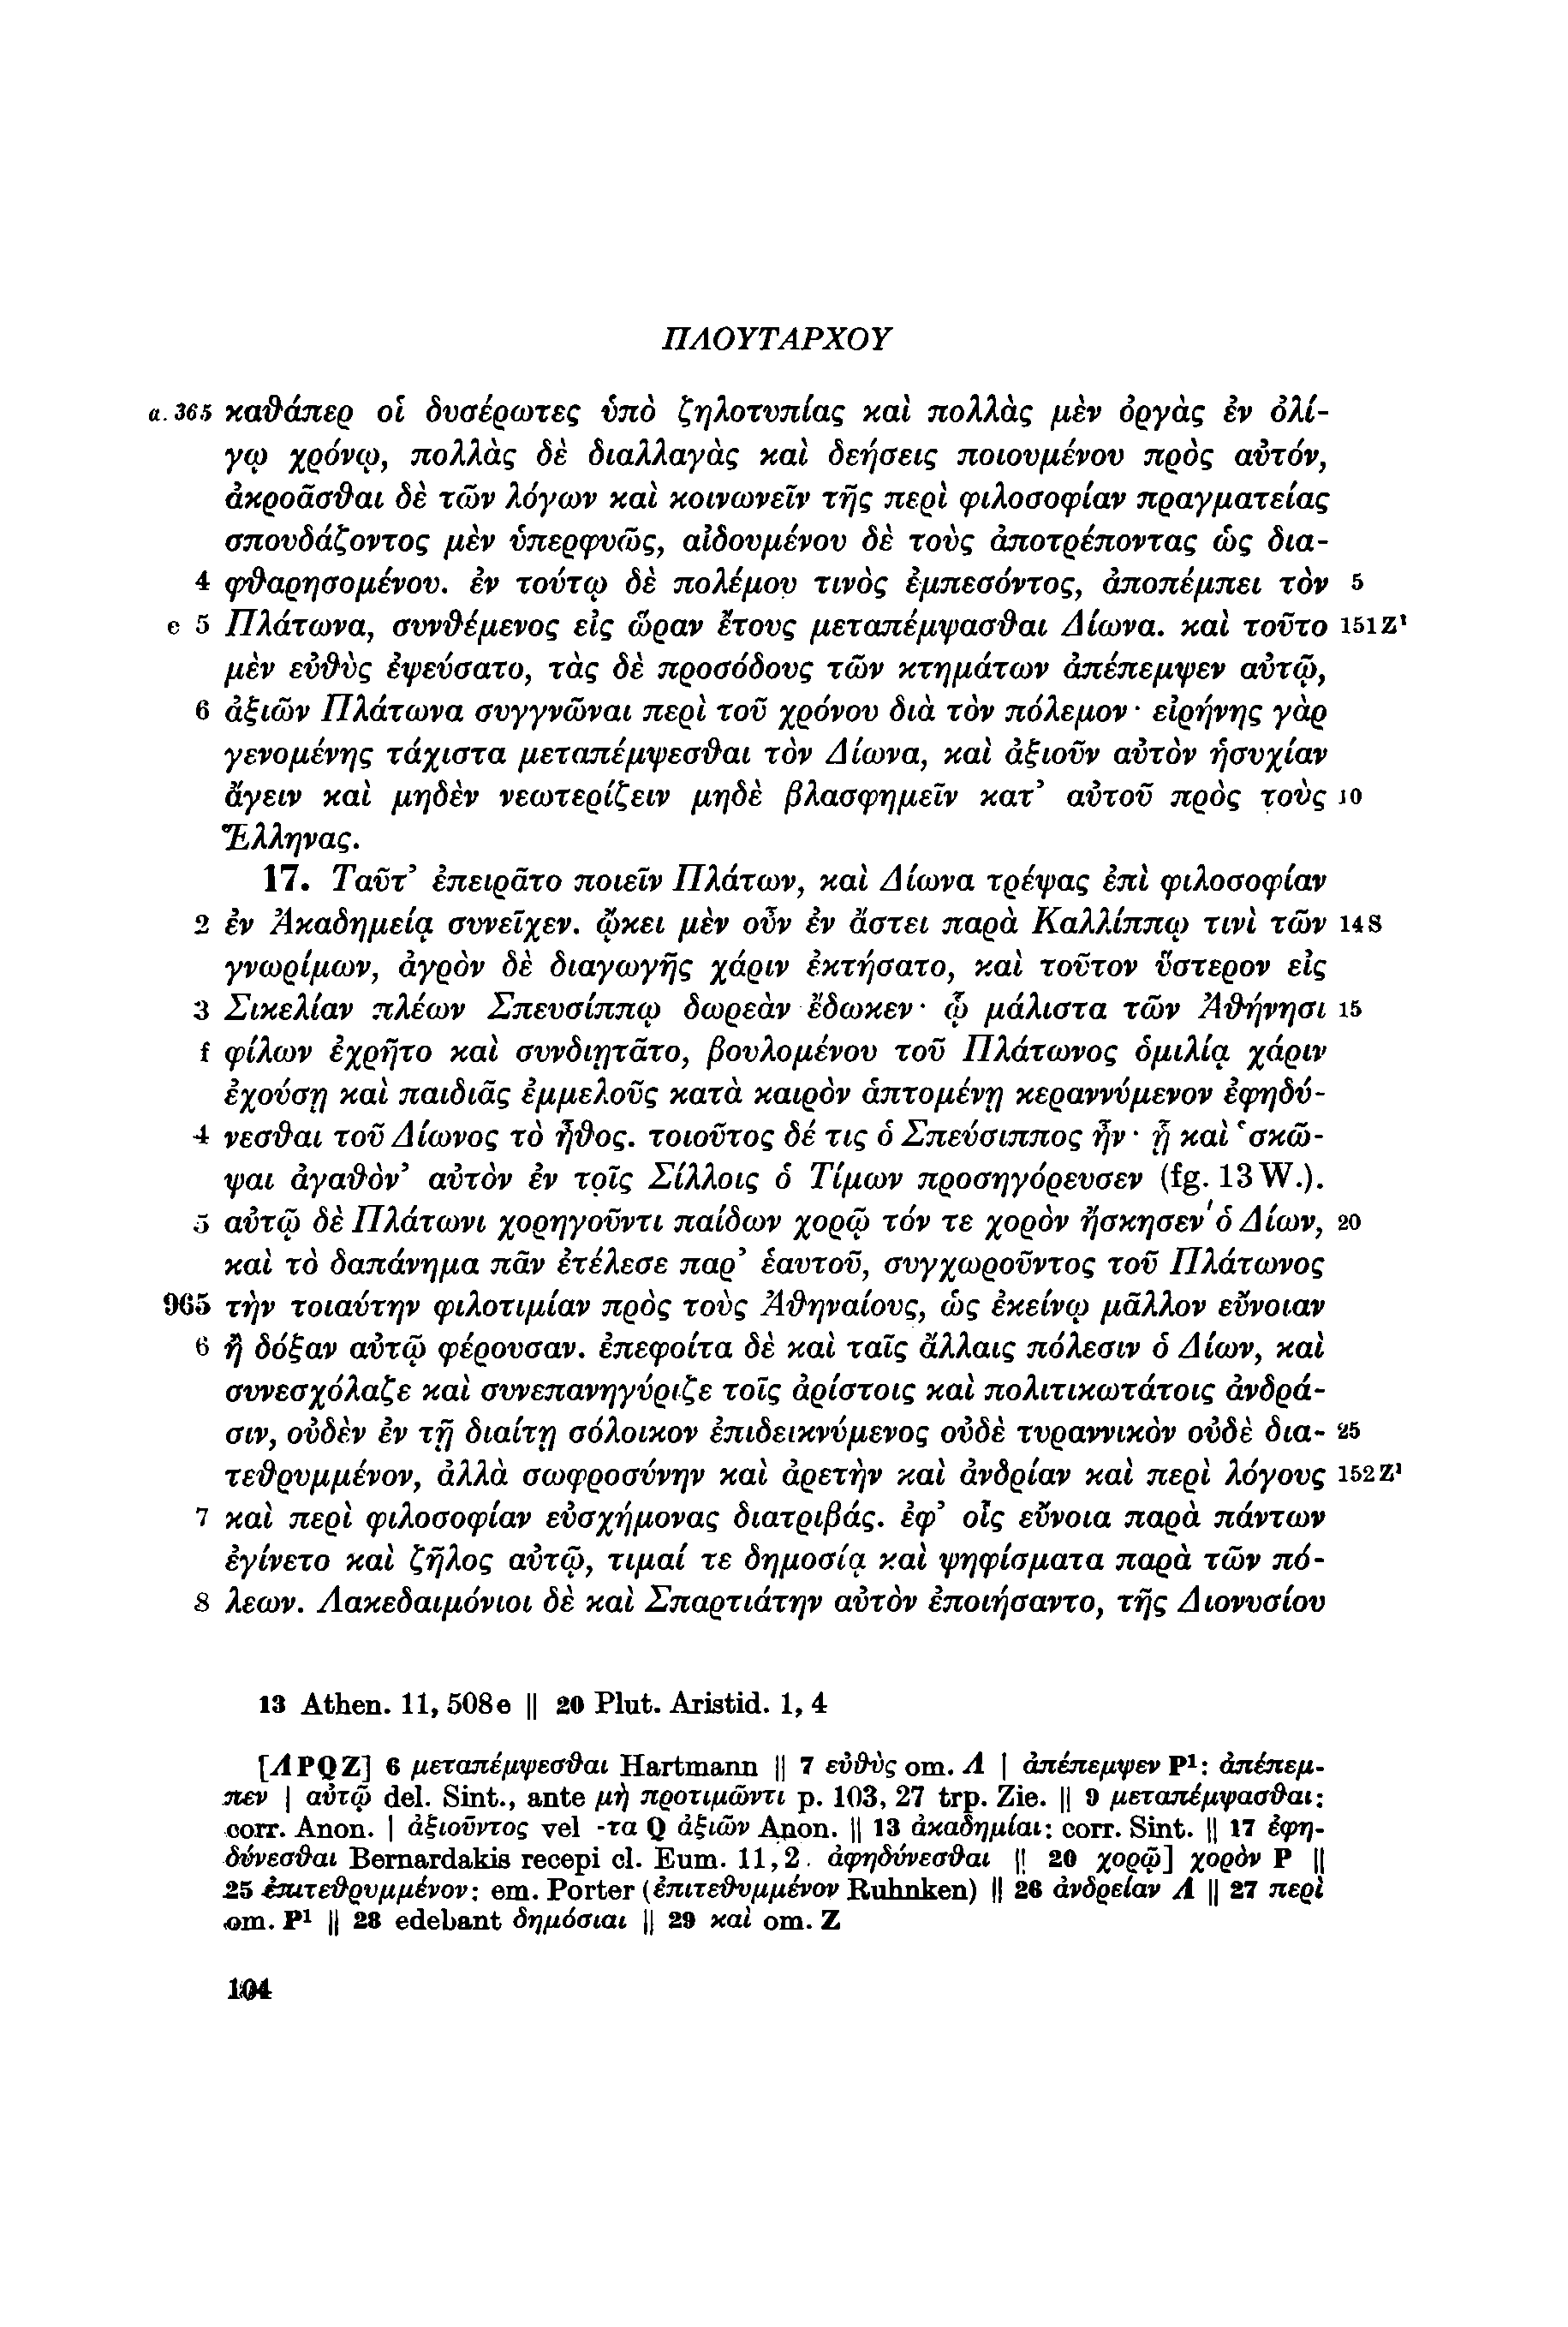 ΠΛΟΥΤΑΡΧΟΥ
a. 365 καθάπερ οἱ δυσέρωτες ὑπὸ ζηλοτυπίας καὶ πολλὰς μὲν ὀργὰς ἐν ὀλί-
γῳ χρόνῳ, πολλὰς δὲ διαλλαγὰς καὶ δεήσεις ποιουμένου πρὸς αὐτόν,
ἀκροᾶσθαι δὲ τῶν λόγων καὶ κοινωνεῖν τῆς περὶ φιλοσοφίαν πραγματείας
σπουδάζοντος μὲν ὑπερφυῶς, αἰδουμένου δὲ τοὺς ἀποτρέποντας ὡς δια-
4 φθαρησομένου. ἐν τούτῳ δὲ πολέμου τινὸς ἐμπεσόντος, ἀποπέμπει τὸν 5
e 5 Πλάτωνα, συνθέμενος εἰς ὥραν ἔτους μεταπέμψασθαι Δίωνα. καὶ τοῦτο 151Z¹
μὲν εὐθὺς ἐψεύσατο, τὰς δὲ προσόδους τῶν κτημάτων ἀπέπεμψεν αὐτῷ,
6 ἀξιῶν Πλάτωνα συγγνῶναι περὶ τοῦ χρόνου διὰ τὸν πόλεμον· εἰρήνης γὰρ
γενομένης τάχιστα μεταπέμψεσθαι τὸν Δίωνα, καὶ ἀξιοῦν αὐτὸν ἡσυχίαν
ἄγειν καὶ μηδὲν νεωτερίζειν μηδὲ βλασφημεῖν κατ’ αὐτοῦ πρὸς τοὺς 10
Ἕλληνας.
17. Ταῦτ’ ἐπειρᾶτο ποιεῖν Πλάτων, καὶ Δίωνα τρέψας ἐπὶ φιλοσοφίαν
2 ἐν Ἀκαδημείᾳ συνεῖχεν. ᾤκει μὲν οὖν ἐν ἄστει παρὰ Καλλίππῳ τινὶ τῶν 14S
γνωρίμων, ἀγρὸν δὲ διαγωγῆς χάριν ἐκτήσατο, καὶ τοῦτον ὕστερον εἰς
3 Σικελίαν πλέων Σπευσίππῳ δωρεὰν ἔδωκεν· ᾧ μάλιστα τῶν Ἀθήνησι 15
f φίλων ἐχρῆτο καὶ συνδιῃτᾶτο, βουλομένου τοῦ Πλάτωνος ὁμιλίᾳ χάριν
ἐχούσῃ καὶ παιδιᾶς ἐμμελοῦς κατὰ καιρὸν ἁπτομένῃ κεραννύμενον ἐφηδύ-
4 νεσθαι τοῦ Δίωνος τὸ ἦθος. τοιοῦτος δέ τις ὁ Σπεύσιππος ἦν· ᾗ καὶ ‘σκῶ-
ψαι ἀγαθὸν’ αὐτὸν ἐν τοῖς Σίλλοις ὁ Τίμων προσηγόρευσεν (fg. 13 W.).
5 αὐτῷ δὲ Πλάτωνι χορηγοῦντι παίδων χορῷ τόν τε χορὸν ἤσκησεν ὁ Δίων, 20
καὶ τὸ δαπάνημα πᾶν ἐτέλεσε παρ’ ἑαυτοῦ, συγχωροῦντος τοῦ Πλάτωνος
965 τὴν τοιαύτην φιλοτιμίαν πρὸς τοὺς Ἀθηναίους, ὡς ἐκείνῳ μᾶλλον εὔνοιαν
6 ἢ δόξαν αὐτῷ φέρουσαν. ἐπεφοίτα δὲ καὶ ταῖς ἄλλαις πόλεσιν ὁ Δίων, καὶ
συνεσχόλαζε καὶ συνεπανηγύριζε τοῖς ἀρίστοις καὶ πολιτικωτάτοις ἀνδρά-
σιν, οὐδὲν ἐν τῇ διαίτῃ σόλοικον ἐπιδεικνύμενος οὐδὲ τυραννικὸν οὐδὲ δια- 25
τεθρυμμένον, ἀλλὰ σωφροσύνην καὶ ἀρετὴν καὶ ἀνδρίαν καὶ περὶ λόγους 152Z¹
7 καὶ περὶ φιλοσοφίαν εὐσχήμονας διατριβάς. ἐφ’ οἷς εὔνοια παρὰ πάντων
ἐγίνετο καὶ ζῆλος αὐτῷ, τιμαί τε δημοσίᾳ καὶ ψηφίσματα παρὰ τῶν πό-
8 λεων. Λακεδαιμόνιοι δὲ καὶ Σπαρτιάτην αὐτὸν ἐποιήσαντο, τῆς Διονυσίου
13 Athen. 11, 508e || 20 Plut. Aristid. 1, 4
[ΛPQZ] 6 μεταπέμψεσθαι Hartmann || 7 εὐθὺς om. Λ | ἀπέπεμψεν P¹: ἀπέπεμ-
πεν | αὐτῷ del. Sint., ante μὴ προτιμῶντι p. 103, 27 trp. Zie. || 9 μεταπέμψασθαι:
corr. Anon. | ἀξιοῦντος vel -τα Q ἀξιῶν Anon. || 13 ἀκαδημίαι: corr. Sint. || 17 ἐφη-
δύνεσθαι Bernardakis recepi cl. Eum. 11, 2. ἀφηδύνεσθαι || 20 χορῷ] χορὸν P ||
25 ἐπιτεθρυμμένον: em. Porter (ἐπιτεθυμμένον Ruhnken) || 26 ἀνδρείαν Λ || 27 περὶ
om. P¹ || 28 edebant δημόσιαι || 29 καὶ om. Z
104